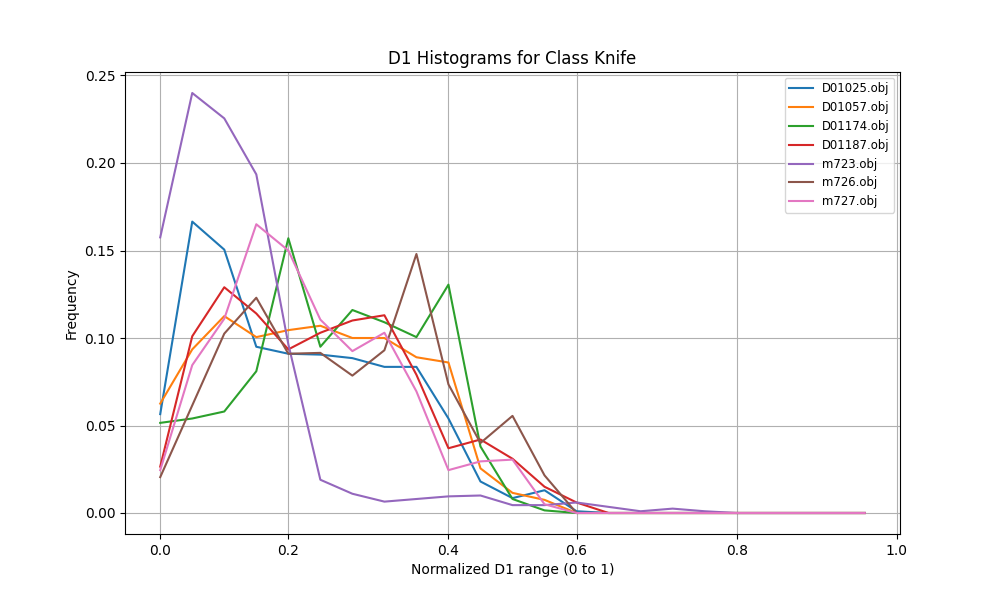 D1 Histograms for Class Knife
0.25
0.20
0.15
0.10
0.05
0.00
Frequency
D01025.obj
D01057.obj
D01174.obj
D01187.obj
m723.obj
m726.obj
m727.obj
0.0 0.2 0.4 0.6 0.8 1.0
Normalized D1 range (0 to 1)